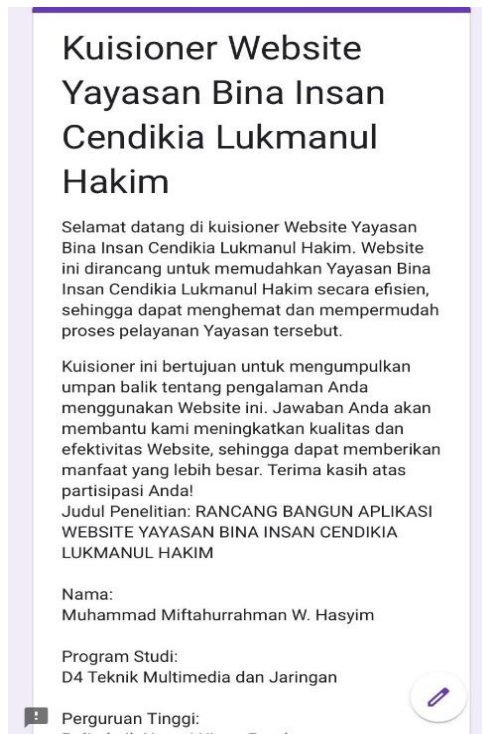 Kuisioner Website
Yayasan Bina Insan
Cendikia Lukmanul
Hakim
Selamat datang di kuisioner Website Yayasan
Bina Insan Cendikia Lukmanul Hakim. Website
ini dirancang untuk memudahkan Yayasan Bina
Insan Cendikia Lukmanul Hakim secara efisien,
sehingga dapat menghemat dan mempermudah
proses pelayanan Yayasan tersebut.
Kuisioner ini bertujuan untuk mengumpulkan
umpan balik tentang pengalaman Anda
menggunakan Website ini. Jawaban Anda akan
membantu kami meningkatkan kualitas dan
efektivitas Website, sehingga dapat memberikan
manfaat yang lebih besar. Terima kasih atas
partisipasi Anda!
Judul Penelitian: RANCANG BANGUN APLIKASI
WEBSITE YAYASAN BINA INSAN CENDIKIA
LUKMANUL HAKIM
Nama:
Muhammad Miftahurrahman W. Hasyim
Program Studi:
D4 Teknik Multimedia dan Jaringan
Perguruan Tinggi: